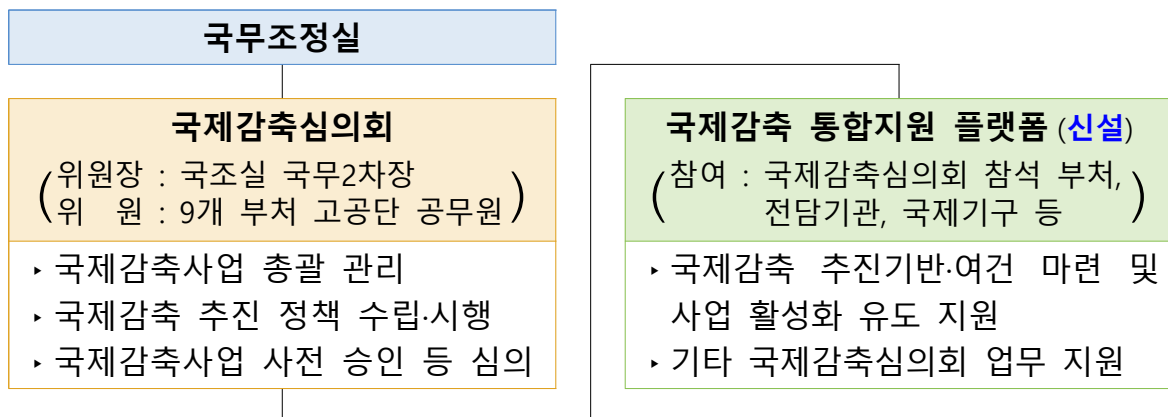 국무조정실
국제감축심의회
(위원장 : 국조실 국무2차장
위 원 : 9개 부처 고공단 공무원)
‣ 국제감축사업 총괄 관리
‣ 국제감축 추진 정책 수립·시행
‣ 국제감축사업 사전 승인 등 심의
국제감축 통합지원 플랫폼 (신설)
(참여 : 국제감축심의회 참석 부처,
전담기관, 국제기구 등)
‣ 국제감축 추진기반·여건 마련 및
사업 활성화 유도 지원
‣ 기타 국제감축심의회 업무 지원